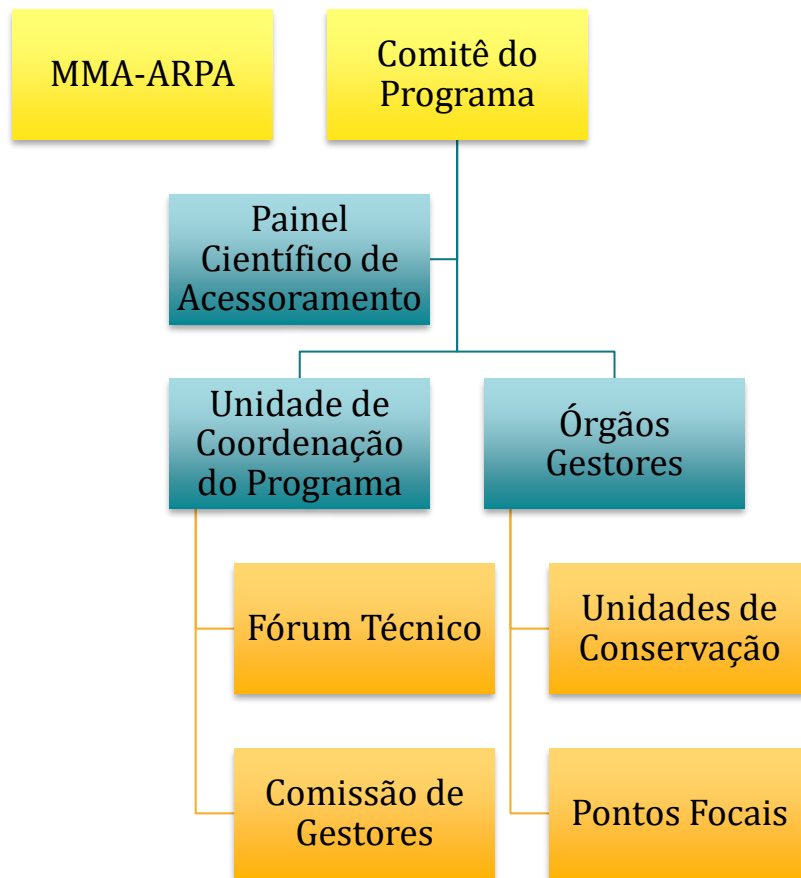 MMA-ARPA
Comitê do
Programa
Painel
Científico de
Acessoramento
Unidade de
Coordenação
do Programa
Órgãos
Gestores
Fórum Técnico
Unidades de
Conservação
Comissão de
Gestores
Pontos Focais